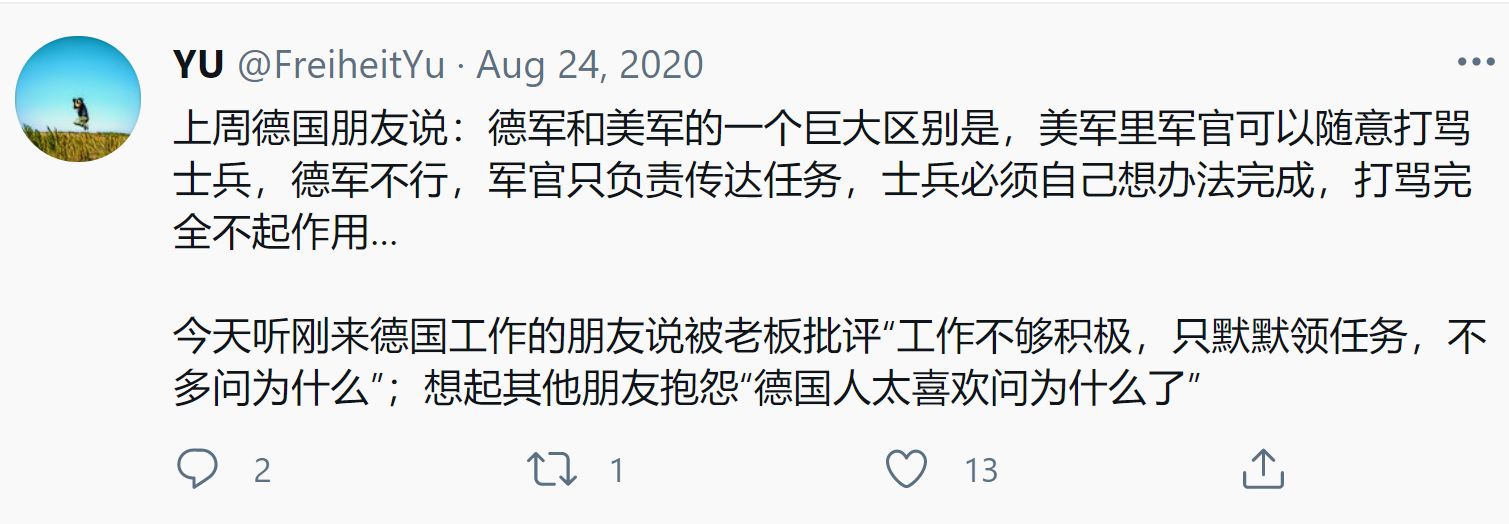 YU @FreiheitYu · Aug 24, 2020
上周德国朋友说：德军和美军的一个巨大区别是，美军里军官可以随意打骂
士兵，德军不行，军官只负责传达任务，士兵必须自己想办法完成，打骂完
全不起作用...
今天听刚来德国工作的朋友说被老板批评“工作不够积极，只默默领任务，不
多问为什么”；想起其他朋友抱怨“德国人太喜欢问为什么了”
2 1 13